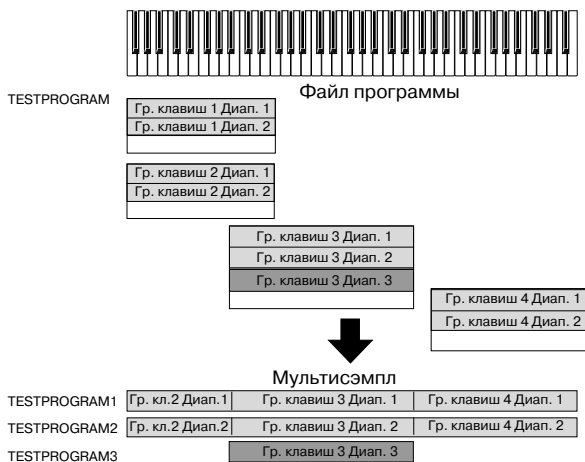 Файл программы
TESTPROGRAM
Гр. клавиш 1 Диап. 1
Гр. клавиш 1 Диап. 2
Гр. клавиш 2 Диап. 1
Гр. клавиш 2 Диап. 2
Гр. клавиш 3 Диап. 1
Гр. клавиш 3 Диап. 2
Гр. клавиш 3 Диап. 3
Гр. клавиш 4 Диап. 1
Гр. клавиш 4 Диап. 2
Мультисэмпл
TESTPROGRAM1 Гр. кл.2 Диап.1 Гр. клавиш 3 Диап. 1 Гр. клавиш 4 Диап. 1
TESTPROGRAM2 Гр. кл.2 Диап.2 Гр. клавиш 3 Диап. 2 Гр. клавиш 4 Диап. 2
TESTPROGRAM3 Гр. клавиш 3 Диап. 3